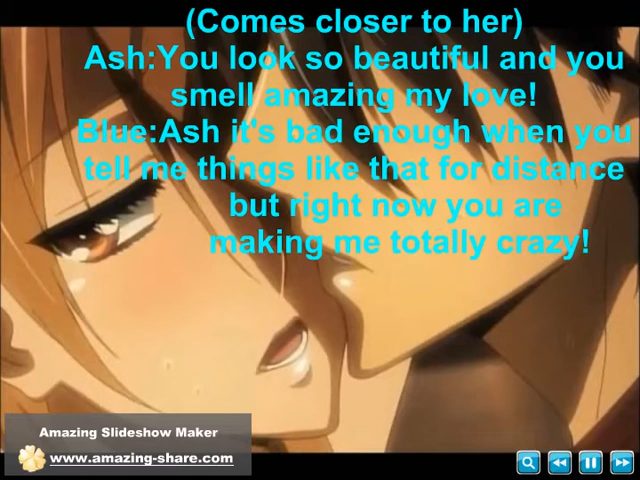 (Comes closer to her)
Ash:You look so beautiful and you
smell amazing my love!
Blue:Ash it's bad enough when you
tell me things like that for distance
but right now you are
making me totally crazy!
Amazing Slideshow Maker
www.amazing-share.com